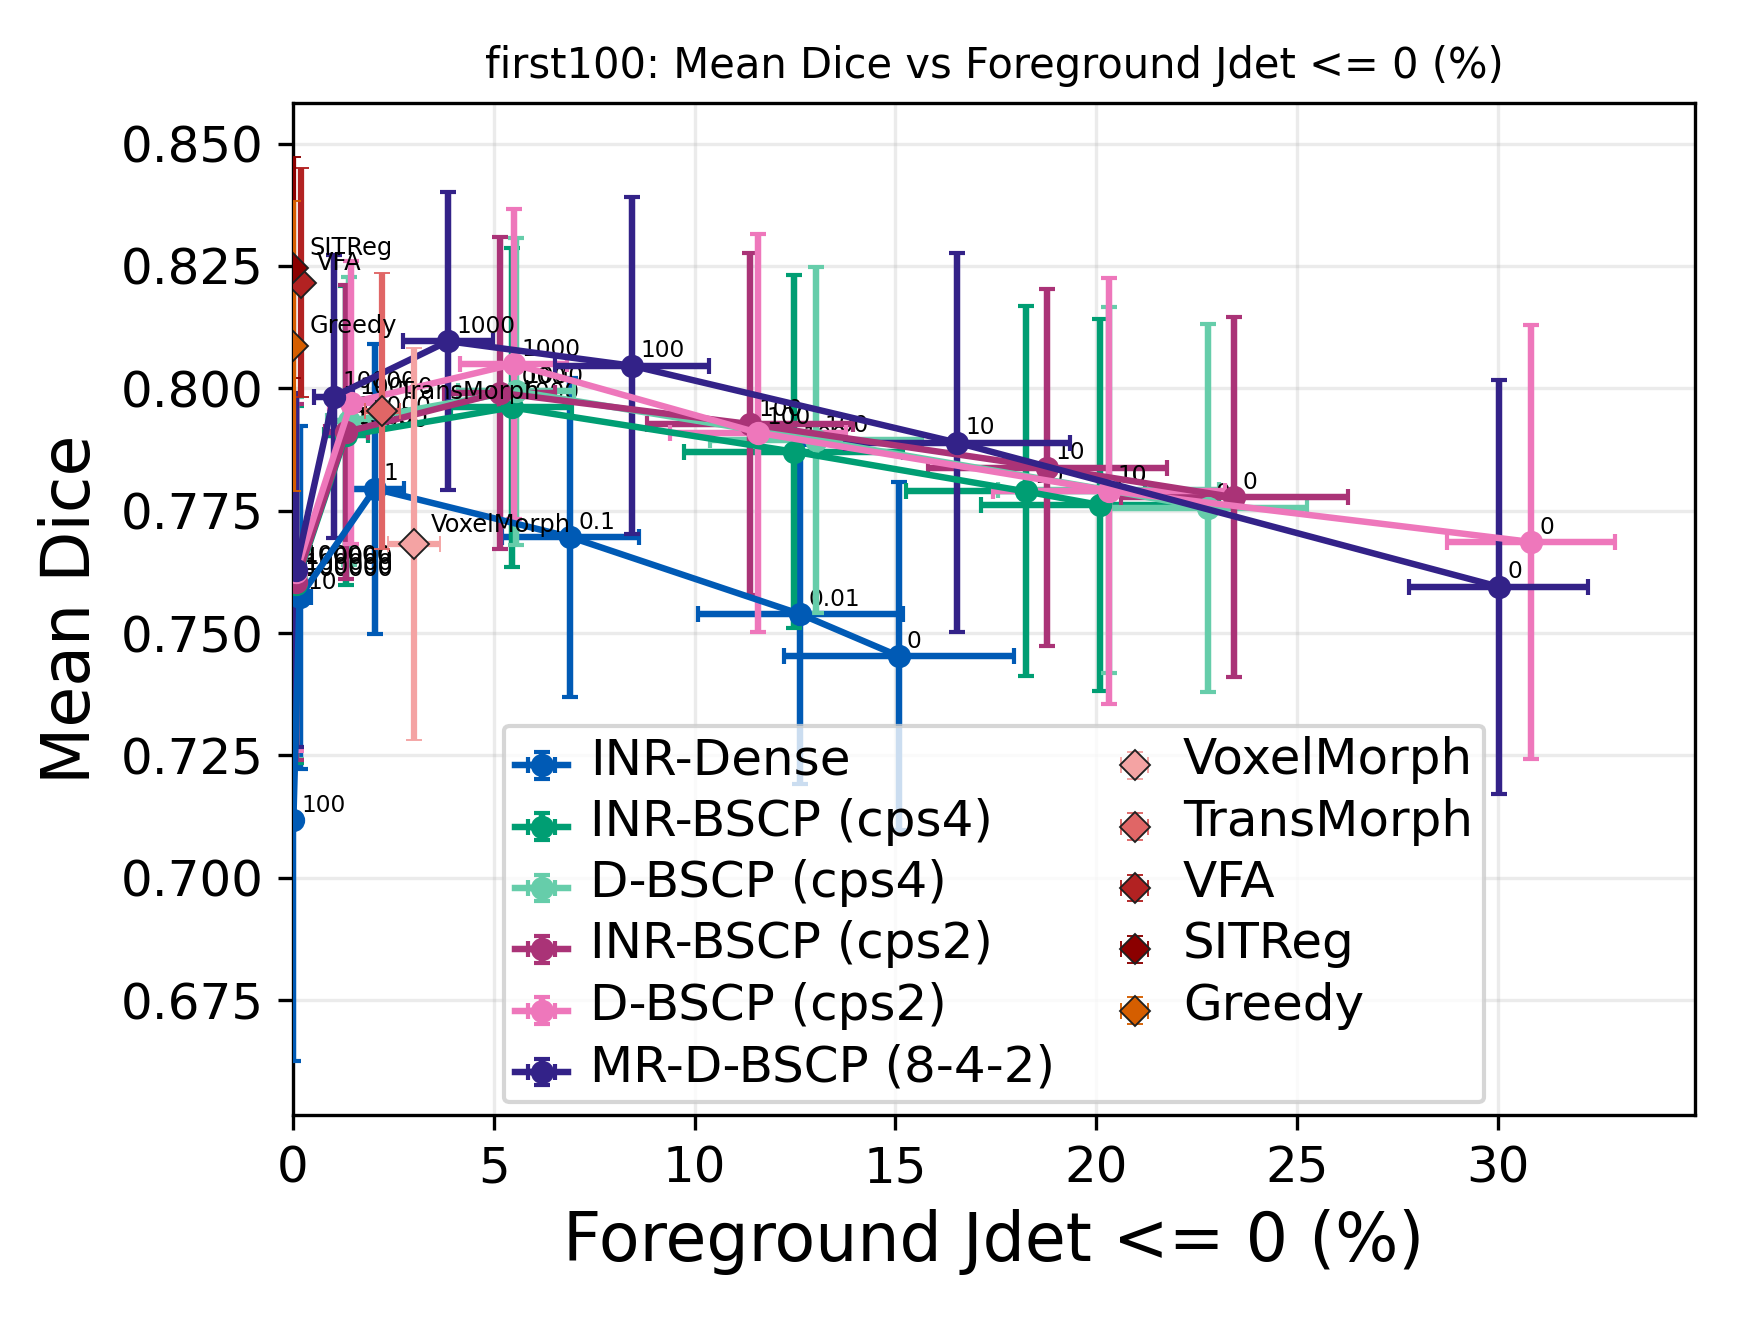 first100: Mean Dice vs Foreground Jdet <= 0 (%)
0.850
0.825
0.800
0.775
0.750
0.725
0.700
0.675
Mean Dice
SITReg
VFA
Greedy
1000
1000
100
10000
TransMorph
100
100
10
10
10
0
1
VoxelMorph
0.1
0
10
0.01
0
0
100
INR-Dense
INR-BSCP (cps4)
D-BSCP (cps4)
INR-BSCP (cps2)
D-BSCP (cps2)
MR-D-BSCP (8-4-2)
VoxelMorph
TransMorph
VFA
SITReg
Greedy
0 5 10 15 20 25 30
Foreground Jdet <= 0 (%)